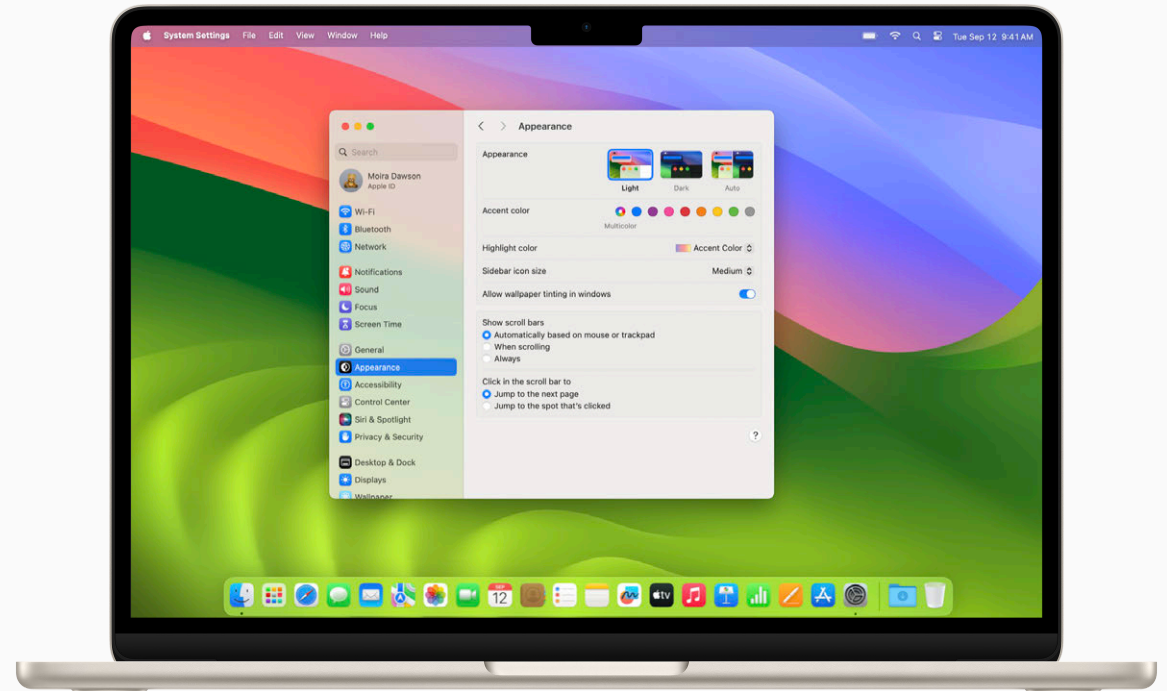 System Settings File Edit View Window Help
Tue Sep 12 9:41 AM
Search
Moira Dawson
Apple ID
Wi-Fi
Bluetooth
Network
Notifications
Sound
Focus
Screen Time
General
Appearance
Accessibility
Control Center
Siri & Spotlight
Privacy & Security
Desktop & Dock
Displays
Wallpaper
Appearance
Appearance
Light Dark Auto
Accent color
Multicolor
Highlight color Accent Color
Sidebar icon size Medium
Allow wallpaper tinting in windows
Show scroll bars
Automatically based on mouse or trackpad
When scrolling
Always
Click in the scroll bar to
Jump to the next page
Jump to the spot that's clicked
?
SEP
12
tv